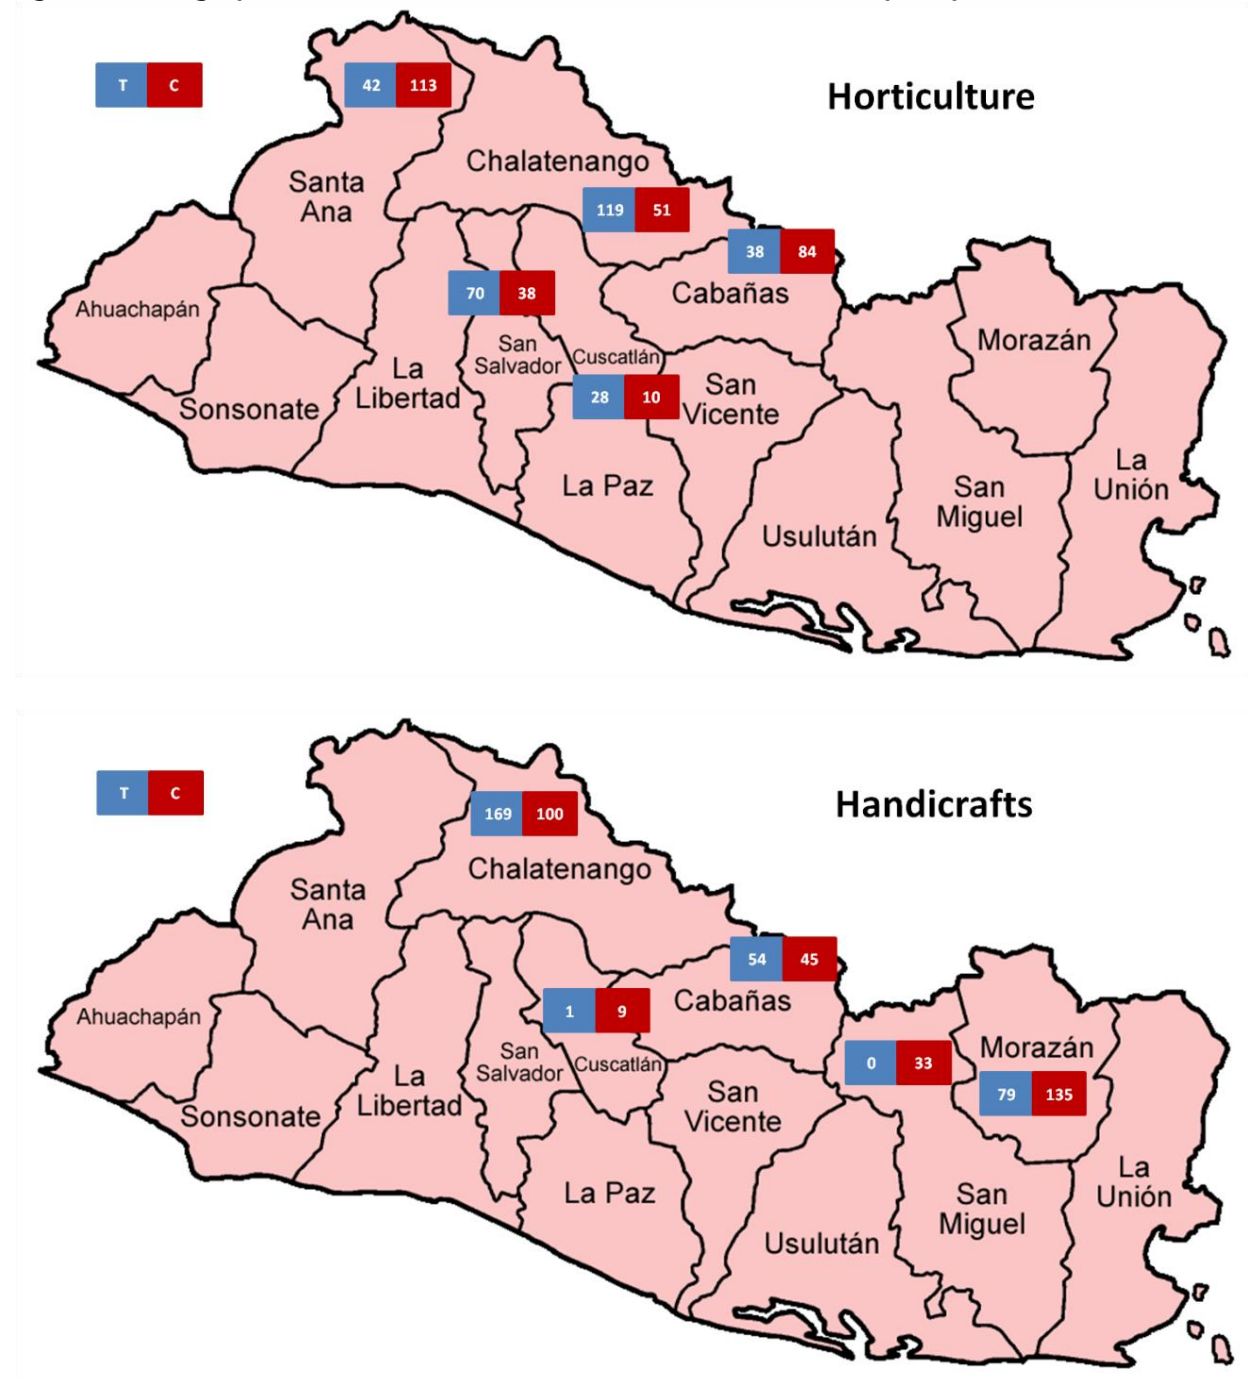 T C
42 113
Horticulture
Chalatenango
Santa
Ana
119 51
38 84
Cabañas
70 38
Ahuachapán
Morazán
San
Salvador
Cuscatlán
La
Libertad
San
Vicente
28 10
Sonsonate
La
Unión
La Paz
San
Miguel
Usulután
T C
169 100
Handicrafts
Chalatenango
Santa
Ana
54 45
Cabañas
1 9
Ahuachapán
Morazán
0 33
San
Salvador
Cuscatlán
La
Libertad
79 135
San
Vicente
Sonsonate
La
Unión
La Paz
San
Miguel
Usulután